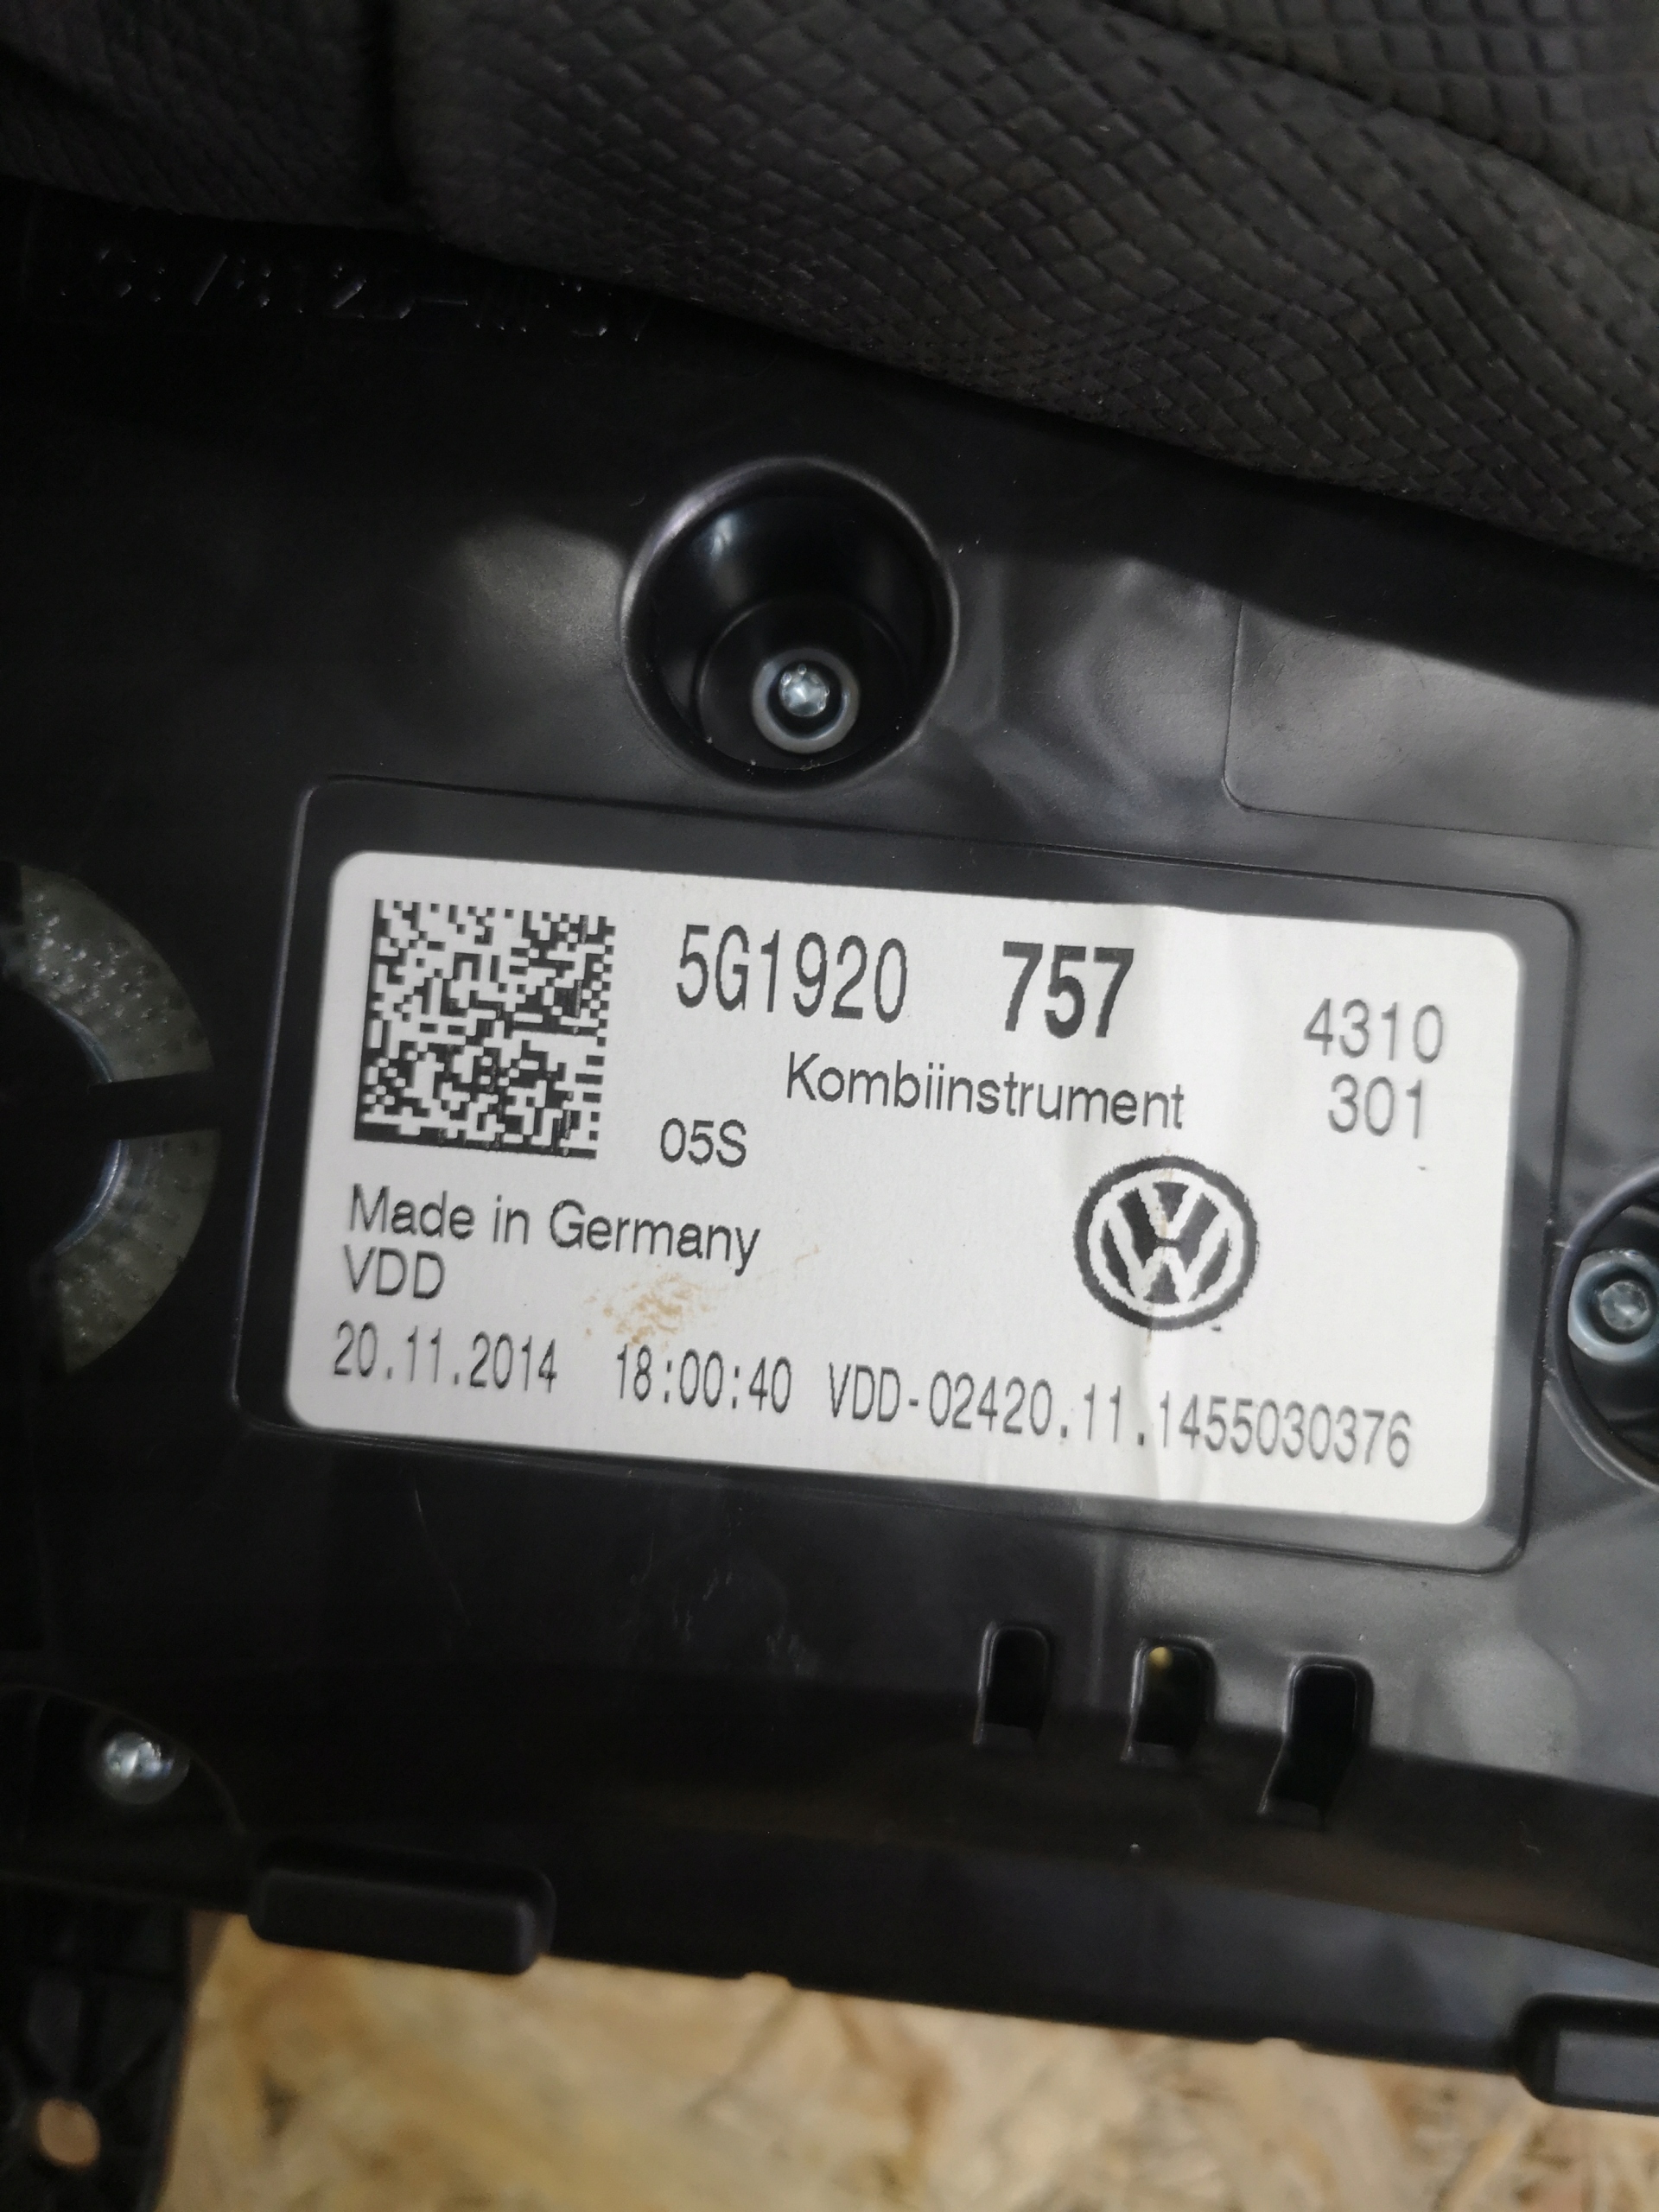 5G1920 757 4310
Kombiinstrument 301
05S
Made in Germany
VDD
20.11.2014 18:00:40 VDD-02420.11.1455030376